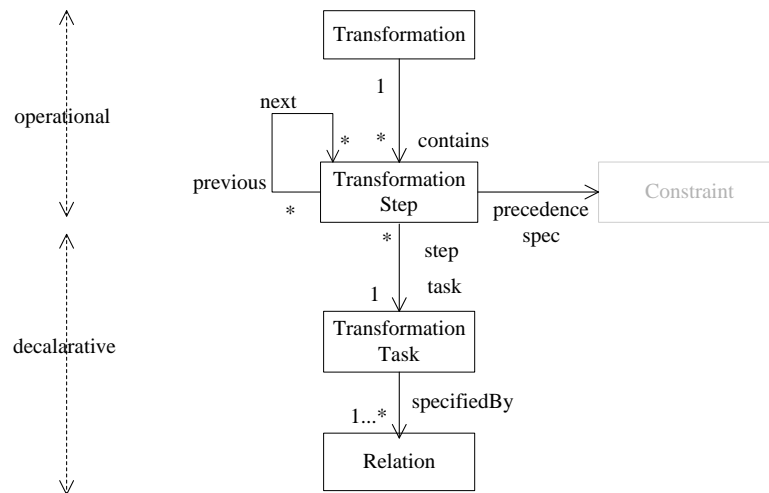 Transformation
1
next
operational
*
*
contains
Transformation
Step
previous
*
precedence
spec
Constraint
*
step
task
1
Transformation
Task
decalarative
specifiedBy
1...*
Relation